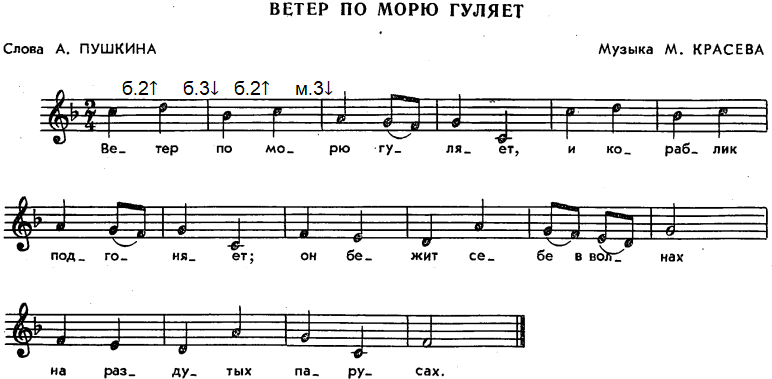 ВЕТЕР ПО МОРЮ ГУЛЯЕТ
Слова А. ПУШКИНА Музыка М. КРАСЕВА
б.2↑ б.3↓ б.2↑ м.3↓
2 4
Ве- тер по мо- рю гу- ля- ет, и ко- раб- лик
под- го- ня- ет; он бе- жит се- бе в вол- нах
на раз- ду- тых па- ру- сах.